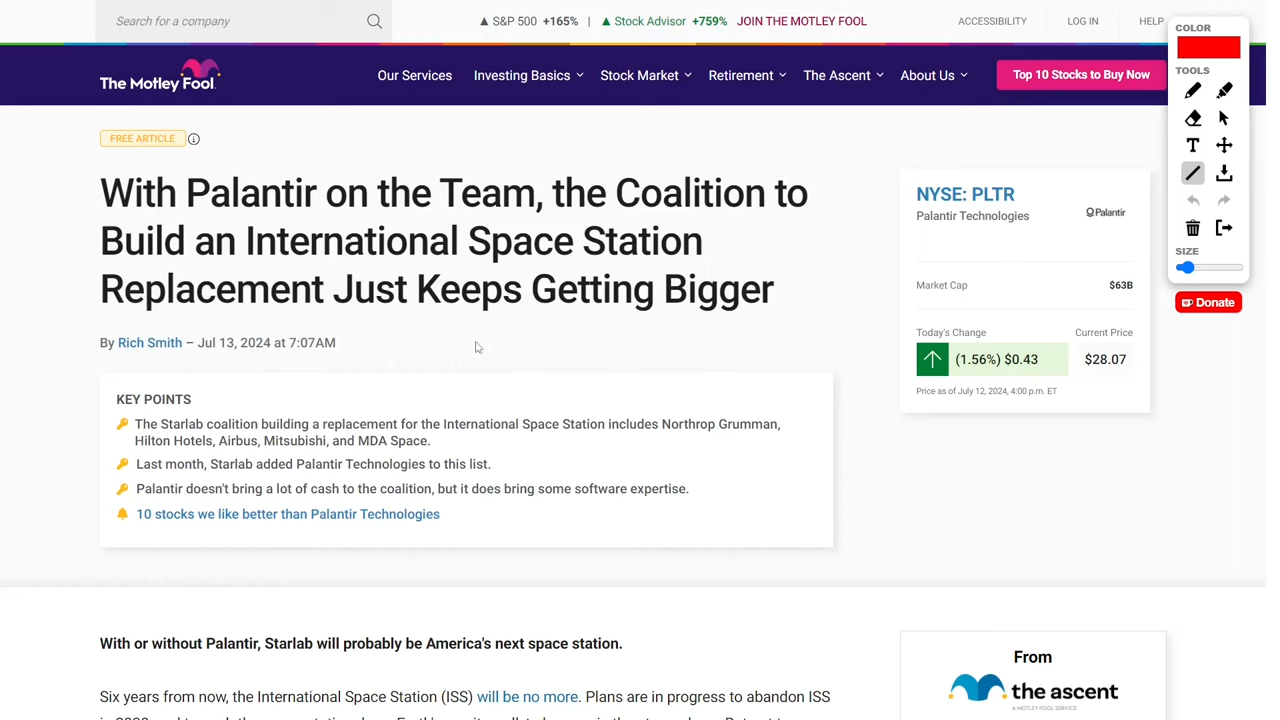 Search for a company
▲ S&P 500 +165% | ▲ Stock Advisor +759% JOIN THE MOTLEY FOOL
ACCESSIBILITY LOG IN HELP
The Motley Fool.
Our Services Investing Basics Stock Market Retirement The Ascent About Us
Top 10 Stocks to Buy Now
COLOR
TOOLS
T
SIZE
Donate
FREE ARTICLE
With Palantir on the Team, the Coalition to
Build an International Space Station
Replacement Just Keeps Getting Bigger
By Rich Smith – Jul 13, 2024 at 7:07AM
KEY POINTS
The Starlab coalition building a replacement for the International Space Station includes Northrop Grumman,
Hilton Hotels, Airbus, Mitsubishi, and MDA Space.
Last month, Starlab added Palantir Technologies to this list.
Palantir doesn't bring a lot of cash to the coalition, but it does bring some software expertise.
10 stocks we like better than Palantir Technologies
NYSE: PLTR
Palantir Technologies
Palantir
Market Cap $63B
Today's Change Current Price
(1.56%) $0.43 $28.07
Price as of July 12, 2024, 4:00 p.m. ET
With or without Palantir, Starlab will probably be America's next space station.
Six years from now, the International Space Station (ISS) will be no more. Plans are in progress to abandon ISS
From
the ascent
A MOTLEY FOOL SERVICE